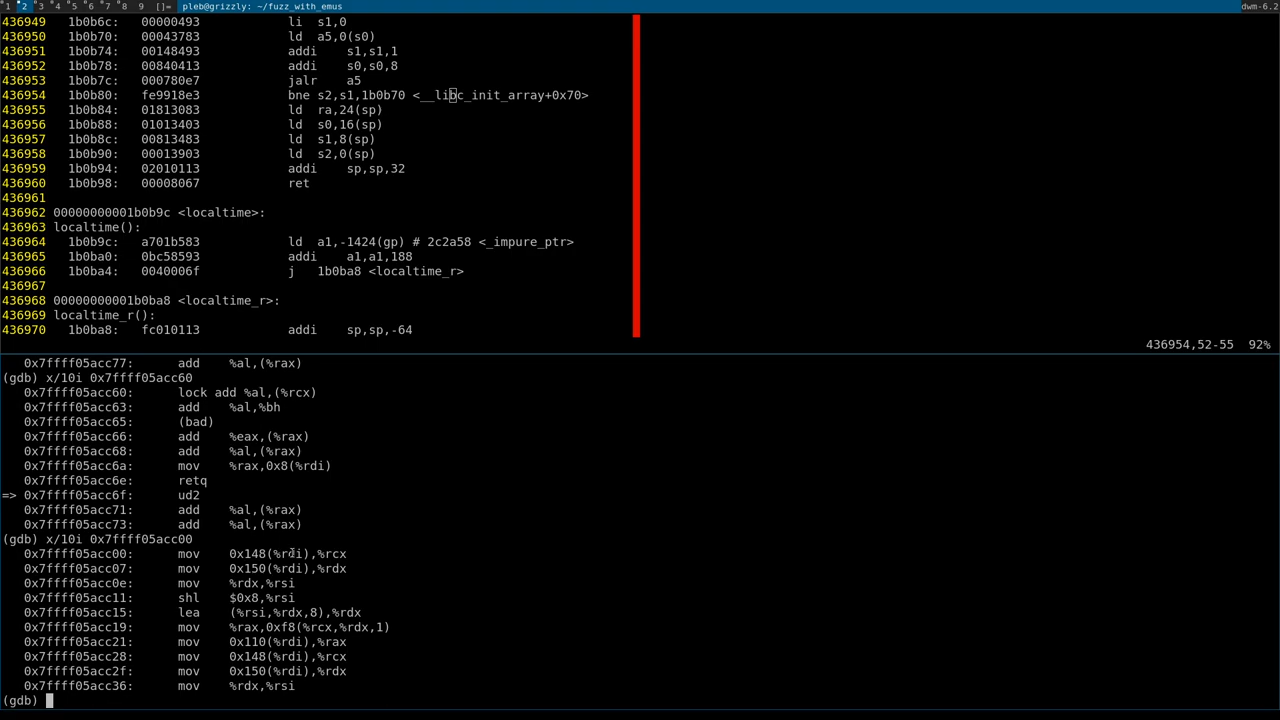 1 2 3 4 5 6 7 8 9 []= pleb@grizzly: ~/fuzz_with_emus dwm-6.2
436949 1b0b6c: 00000493 li s1,0
436950 1b0b70: 00043783 ld a5,0(s0)
436951 1b0b74: 00148493 addi s1,s1,1
436952 1b0b78: 00840413 addi s0,s0,8
436953 1b0b7c: 000780e7 jalr a5
436954 1b0b80: fe9918e3 bne s2,s1,1b0b70 <__libc_init_array+0x70>
436955 1b0b84: 01813083 ld ra,24(sp)
436956 1b0b88: 01013403 ld s0,16(sp)
436957 1b0b8c: 00813483 ld s1,8(sp)
436958 1b0b90: 00013903 ld s2,0(sp)
436959 1b0b94: 02010113 addi sp,sp,32
436960 1b0b98: 00008067 ret
436961
436962 00000000001b0b9c <localtime>:
436963 localtime():
436964 1b0b9c: a701b583 ld a1,-1424(gp) # 2c2a58 <_impure_ptr>
436965 1b0ba0: 0bc58593 addi a1,a1,188
436966 1b0ba4: 0040006f j 1b0ba8 <localtime_r>
436967
436968 00000000001b0ba8 <localtime_r>:
436969 localtime_r():
436970 1b0ba8: fc010113 addi sp,sp,-64
436954,52-55 92%
0x7ffff05acc77: add %al,(%rax)
(gdb) x/10i 0x7ffff05acc60
0x7ffff05acc60: lock add %al,(%rcx)
0x7ffff05acc63: add %al,%bh
0x7ffff05acc65: (bad)
0x7ffff05acc66: add %eax,(%rax)
0x7ffff05acc68: add %al,(%rax)
0x7ffff05acc6a: mov %rax,0x8(%rdi)
0x7ffff05acc6e: retq
=> 0x7ffff05acc6f: ud2
0x7ffff05acc71: add %al,(%rax)
0x7ffff05acc73: add %al,(%rax)
(gdb) x/10i 0x7ffff05acc00
0x7ffff05acc00: mov 0x148(%rdi),%rcx
0x7ffff05acc07: mov 0x150(%rdi),%rdx
0x7ffff05acc0e: mov %rdx,%rsi
0x7ffff05acc11: shl $0x8,%rsi
0x7ffff05acc15: lea (%rsi,%rdx,8),%rdx
0x7ffff05acc19: mov %rax,0xf8(%rcx,%rdx,1)
0x7ffff05acc21: mov 0x110(%rdi),%rax
0x7ffff05acc28: mov 0x148(%rdi),%rcx
0x7ffff05acc2f: mov 0x150(%rdi),%rdx
0x7ffff05acc36: mov %rdx,%rsi
(gdb)